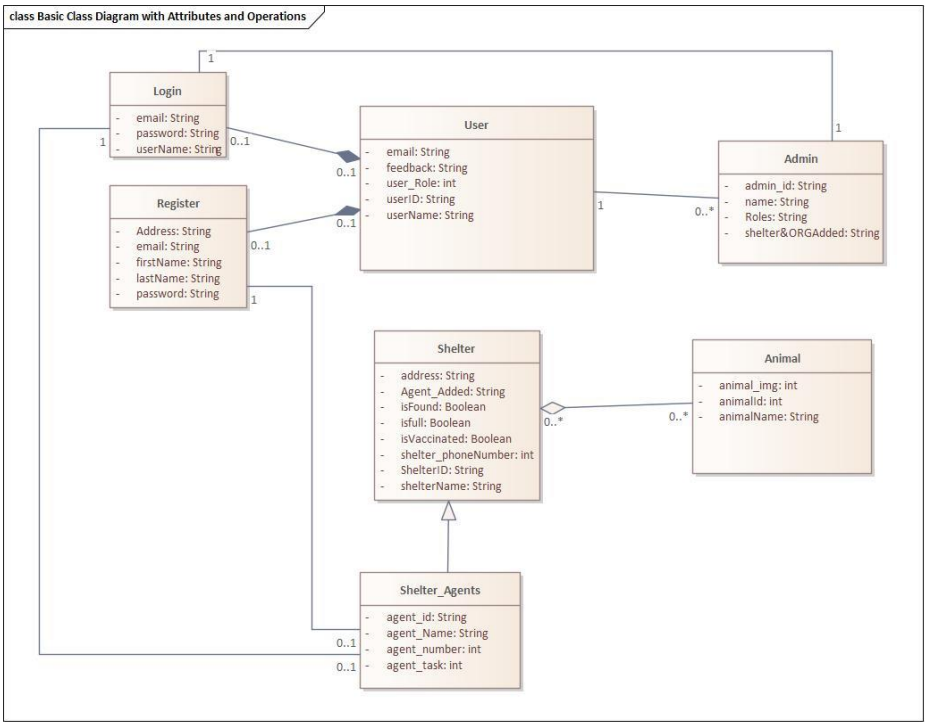 class Basic Class Diagram with Attributes and Operations
1
Login
- email: String
- password: String
- userName: String
1
0..1
User
- email: String
- feedback: String
- user_Role: int
- userID: String
- userName: String
0..1
0..1
1
0..*
1
Admin
- admin_id: String
- name: String
- Roles: String
- shelter&ORGAdded: String
Register
- Address: String
- email: String
- firstName: String
- lastName: String
- password: String
0..1
1
Shelter
- address: String
- Agent_Added: String
- isFound: Boolean
- isfull: Boolean
- isVaccinated: Boolean
- shelter_phoneNumber: int
- ShelterID: String
- shelterName: String
0..*
0..*
Animal
- animal_img: int
- animalId: int
- animalName: String
Shelter_Agents
- agent_id: String
- agent_Name: String
- agent_number: int
- agent_task: int
0..1
0..1